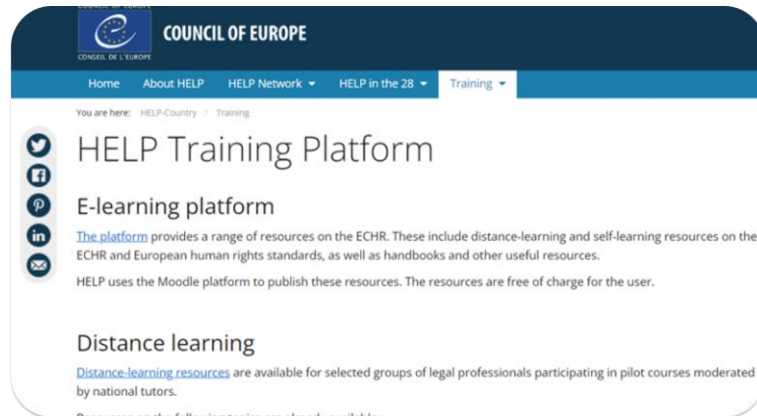 CONSEIL DE L'EUROPE
COUNCIL OF EUROPE
Home About HELP HELP Network HELP in the 28 Training
You are here: HELP-Country > Training
HELP Training Platform
E-learning platform
The platform provides a range of resources on the ECHR. These include distance-learning and self-learning resources on the
ECHR and European human rights standards, as well as handbooks and other useful resources.
HELP uses the Moodle platform to publish these resources. The resources are free of charge for the user.
Distance learning
Distance-learning resources are available for selected groups of legal professionals participating in pilot courses moderated
by national tutors.